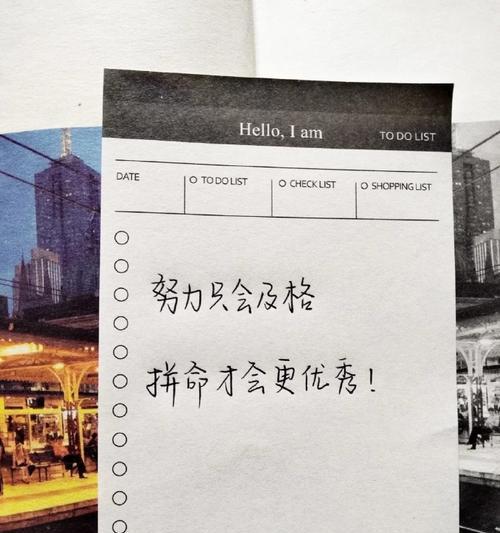 Hello, I am
TO DO LIST
DATE
TO DO LIST
CHECK LIST
SHOPPING LIST
努力只会及格
拼命才会更优秀!